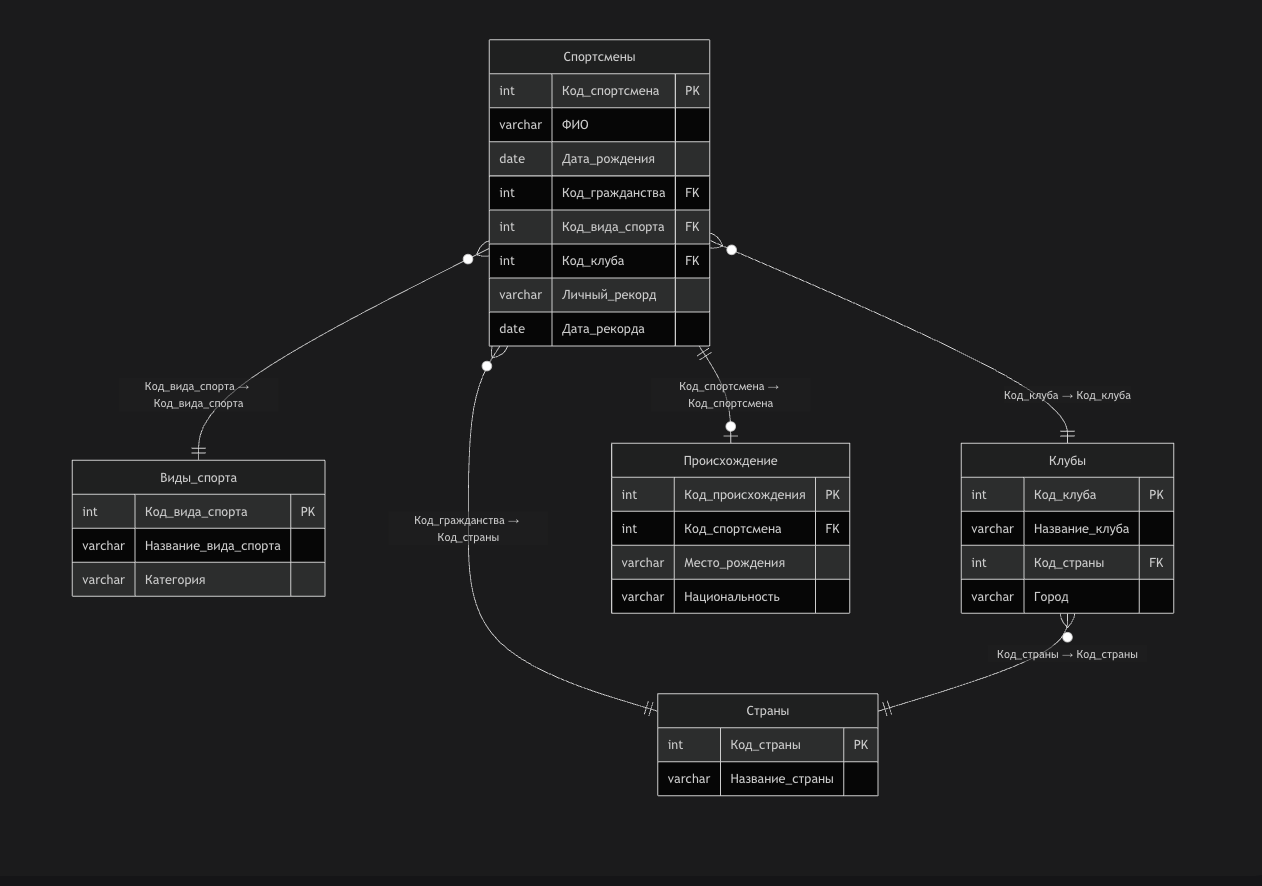 Спортсмены
int Код_спортсмена PK
varchar ФИО
date Дата_рождения
int Код_гражданства FK
int Код_вида_спорта FK
int Код_клуба FK
varchar Личный_рекорд
date Дата_рекорда
Код_вида_спорта →
Код_вида_спорта
Код_спортсмена →
Код_спортсмена
Код_клуба → Код_клуба
Виды_спорта
int Код_вида_спорта PK
varchar Название_вида_спорта
varchar Категория
Код_гражданства →
Код_страны
Происхождение
int Код_происхождения PK
int Код_спортсмена FK
varchar Место_рождения
varchar Национальность
Клубы
int Код_клуба PK
varchar Название_клуба
int Код_страны FK
varchar Город
Код_страны → Код_страны
Страны
int Код_страны PK
varchar Название_страны